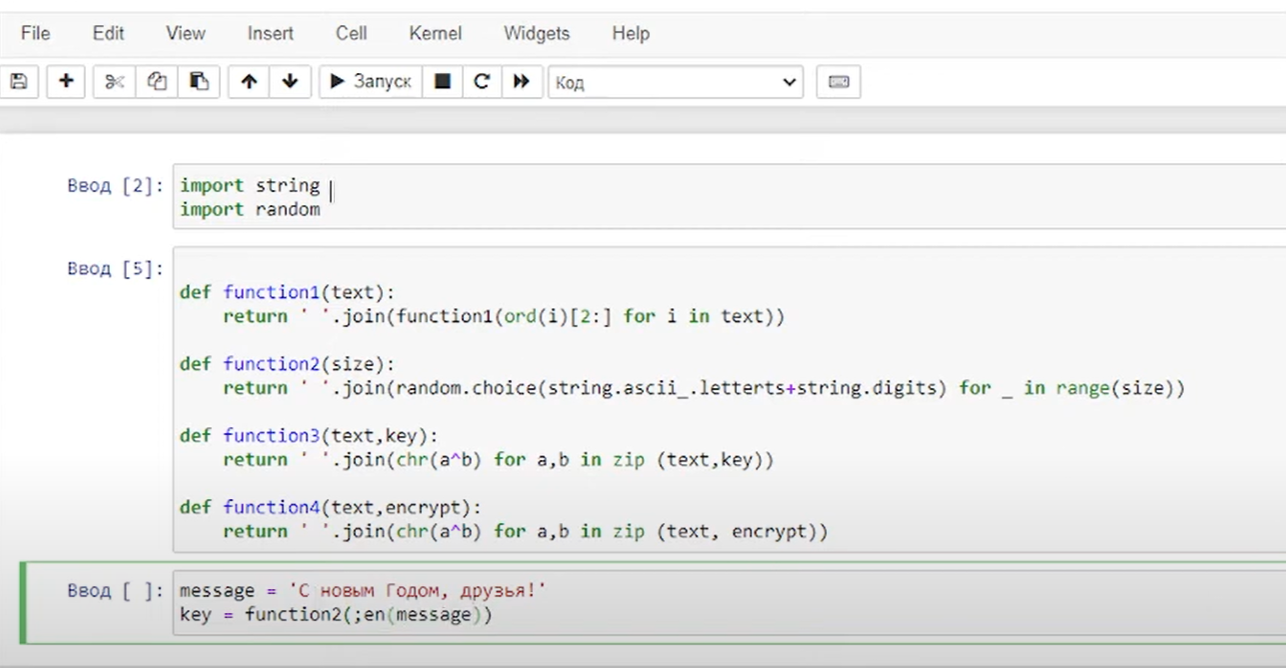 File Edit View Insert Cell Kernel Widgets Help
Запуск Код
Ввод [2]: import string
import random
Ввод [5]:
def function1(text):
return ' '.join(function1(ord(i)[2:] for i in text))
def function2(size):
return ' '.join(random.choice(string.ascii_.letterts+string.digits) for _ in range(size))
def function3(text,key):
return ' '.join(chr(a^b) for a,b in zip (text,key))
def function4(text,encrypt):
return ' '.join(chr(a^b) for a,b in zip (text, encrypt))
Ввод [ ]: message = 'С новым Годом, друзья!'
key = function2(;en(message))